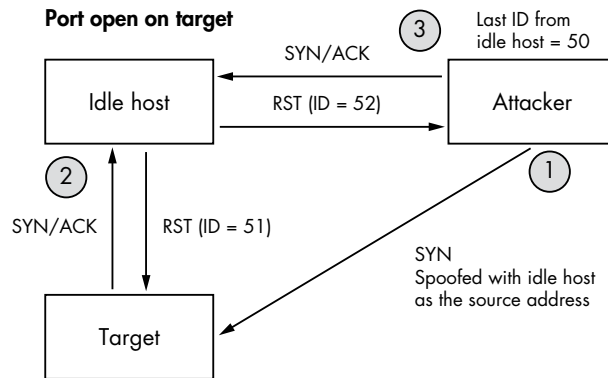 Port open on target
3
Last ID from
idle host = 50
SYN/ACK
Idle host
RST (ID = 52)
Attacker
2
1
SYN/ACK
RST (ID = 51)
SYN
Spoofed with idle host
as the source address
Target